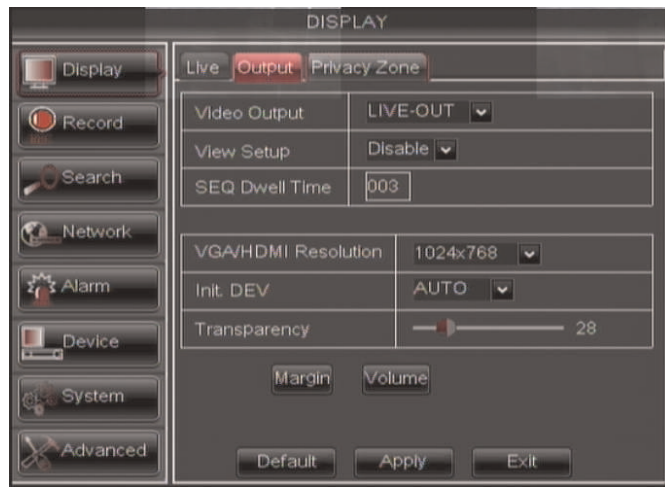 DISPLAY
Display
Record
Search
Network
Alarm
Device
System
Advanced
Live Output Privacy Zone
Video Output LIVE-OUT
View Setup Disable
SEQ Dwell Time 003
VGA/HDMI Resolution 1024x768
Init. DEV AUTO
Transparency 28
Margin Volume
Default Apply Exit